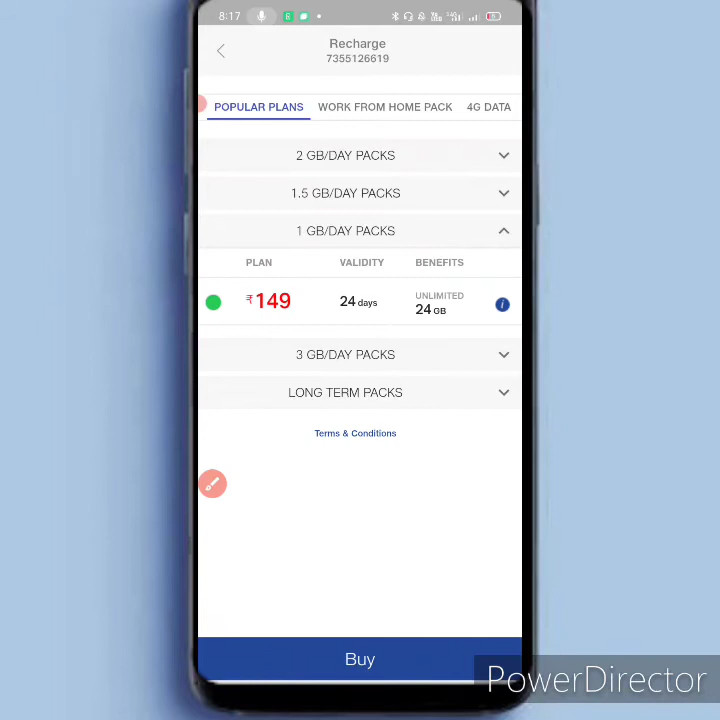 8:17
Recharge
7355126619
POPULAR PLANS WORK FROM HOME PACK 4G DATA
2 GB/DAY PACKS
1.5 GB/DAY PACKS
1 GB/DAY PACKS
PLAN VALIDITY BENEFITS
₹149 24 days UNLIMITED
24 GB
3 GB/DAY PACKS
LONG TERM PACKS
Terms & Conditions
Buy
PowerDirector